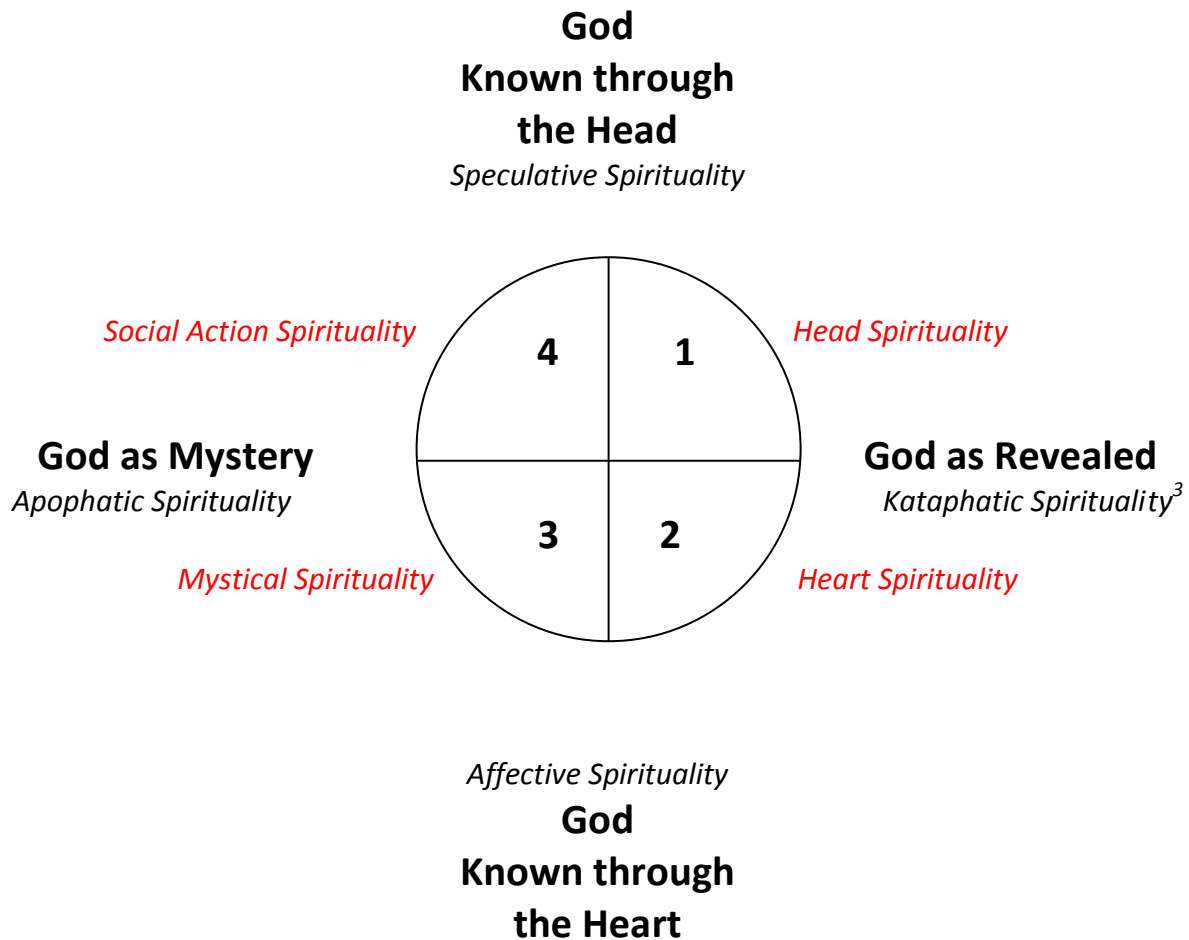 God
Known through
the Head
Speculative Spirituality
Social Action Spirituality
Head Spirituality
4
1
God as Mystery
God as Revealed
Apophatic Spirituality
Kataphatic Spirituality³
3
2
Mystical Spirituality
Heart Spirituality
Affective Spirituality
God
Known through
the Heart